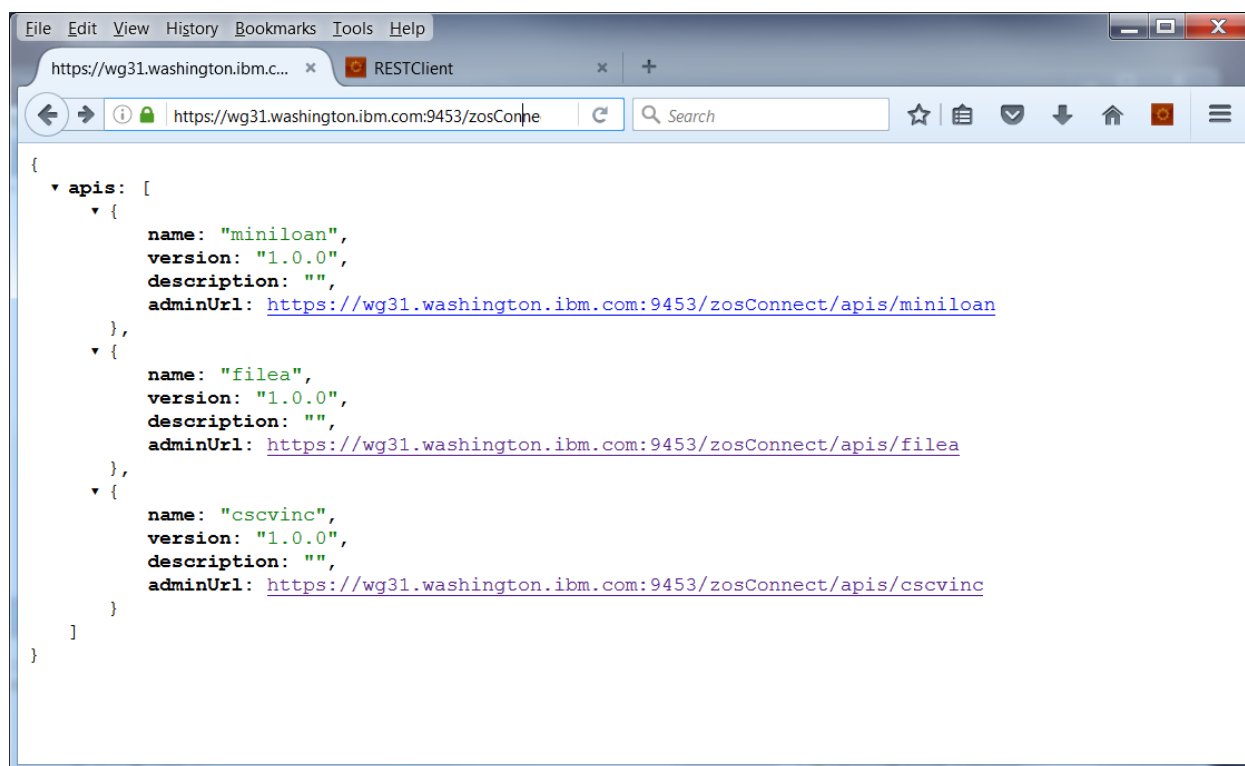 File Edit View History Bookmarks Tools Help
https://wg31.washington.ibm.c... × RESTClient × +
https://wg31.washington.ibm.com:9453/zosConne Search
{
▾ apis: [
▾ {
name: "miniloan",
version: "1.0.0",
description: "",
adminUrl: https://wg31.washington.ibm.com:9453/zosConnect/apis/miniloan
},
▾ {
name: "filea",
version: "1.0.0",
description: "",
adminUrl: https://wg31.washington.ibm.com:9453/zosConnect/apis/filea
},
▾ {
name: "cscvinc",
version: "1.0.0",
description: "",
adminUrl: https://wg31.washington.ibm.com:9453/zosConnect/apis/cscvinc
}
]
}